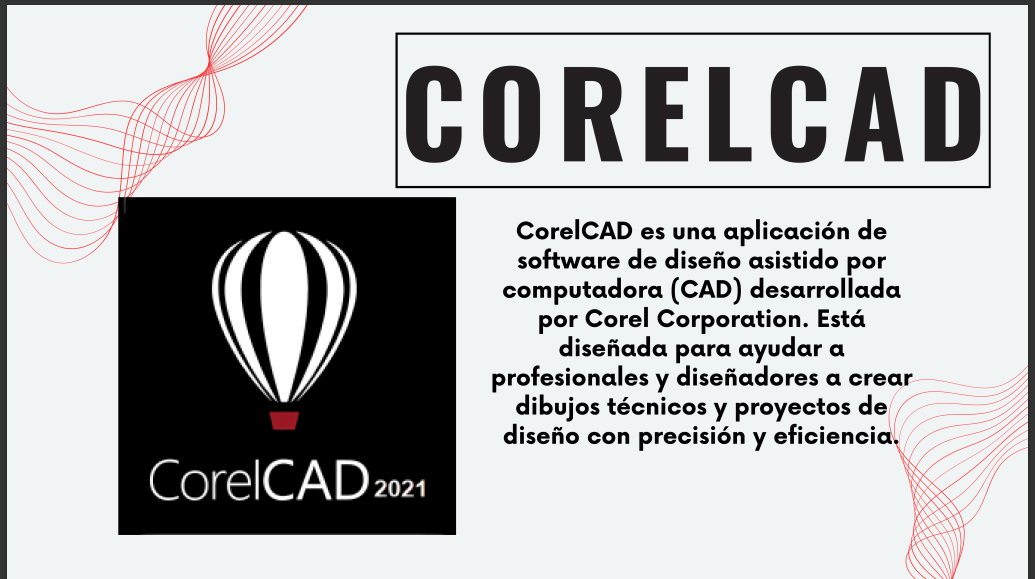 CORELCAD
CorelCAD es una aplicación de
software de diseño asistido por
computadora (CAD) desarrollada
por Corel Corporation. Está
diseñada para ayudar a
profesionales y diseñadores a crear
dibujos técnicos y proyectos de
diseño con precisión y eficiencia.
CorelCAD 2021